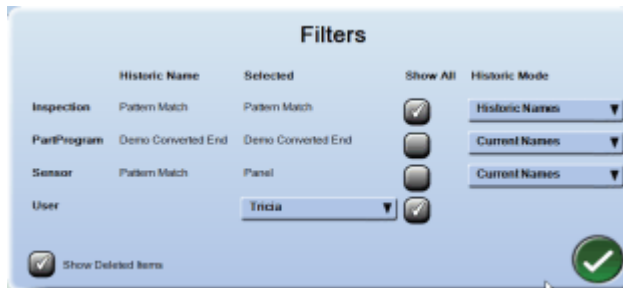 Filters
Historic Name Selected Show All Historic Mode
Inspection Pattern Match Pattern Match Historic Names
PartProgram Demo Converted End Demo Converted End Current Names
Sensor Pattern Match Panel Current Names
User Tricia
Show Deleted Items